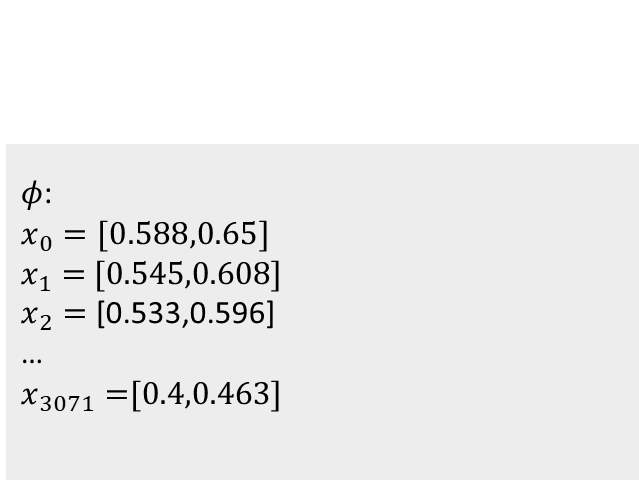 𝜙:
𝑥₀ = [0.588,0.65]
𝑥₁ = [0.545,0.608]
𝑥₂ = [0.533,0.596]
...
𝑥₃₀₇₁ =[0.4,0.463]